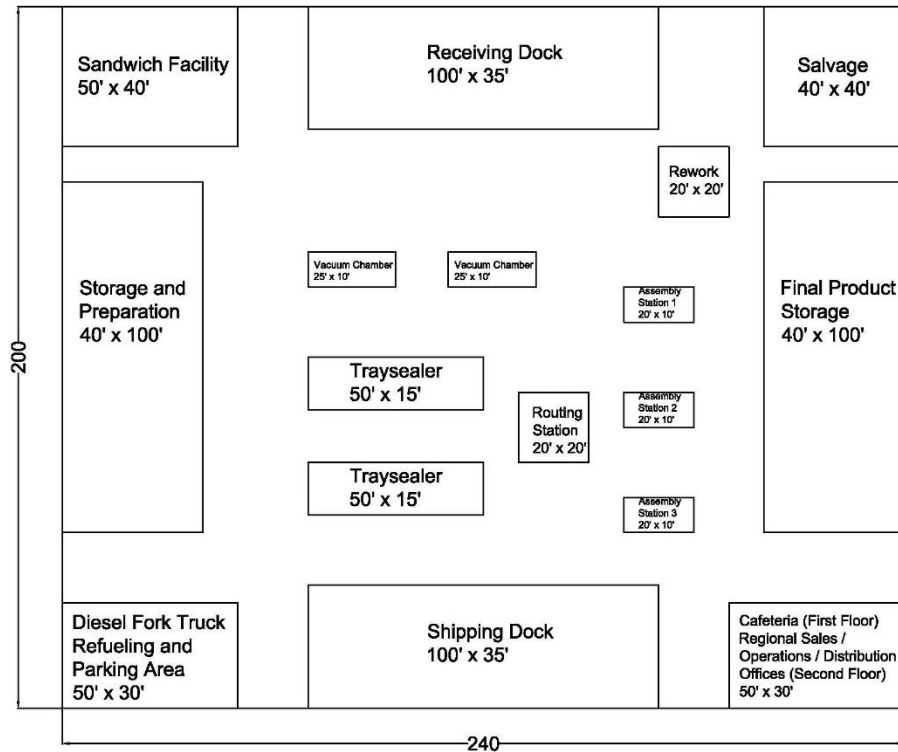 Sandwich Facility
50' x 40'
Receiving Dock
100' x 35'
Salvage
40' x 40'
Rework
20' x 20'
Storage and
Preparation
40' x 100'
Vacuum Chamber
25' x 10'
Vacuum Chamber
25' x 10'
Assembly
Station 1
20' x 10'
Final Product
Storage
40' x 100'
Traysealer
50' x 15'
Routing
Station
20' x 20'
Assembly
Station 2
20' x 10'
Traysealer
50' x 15'
Assembly
Station 3
20' x 10'
200
Diesel Fork Truck
Refueling and
Parking Area
50' x 30'
Shipping Dock
100' x 35'
Cafeteria (First Floor)
Regional Sales /
Operations / Distribution
Offices (Second Floor)
50' x 30'
240